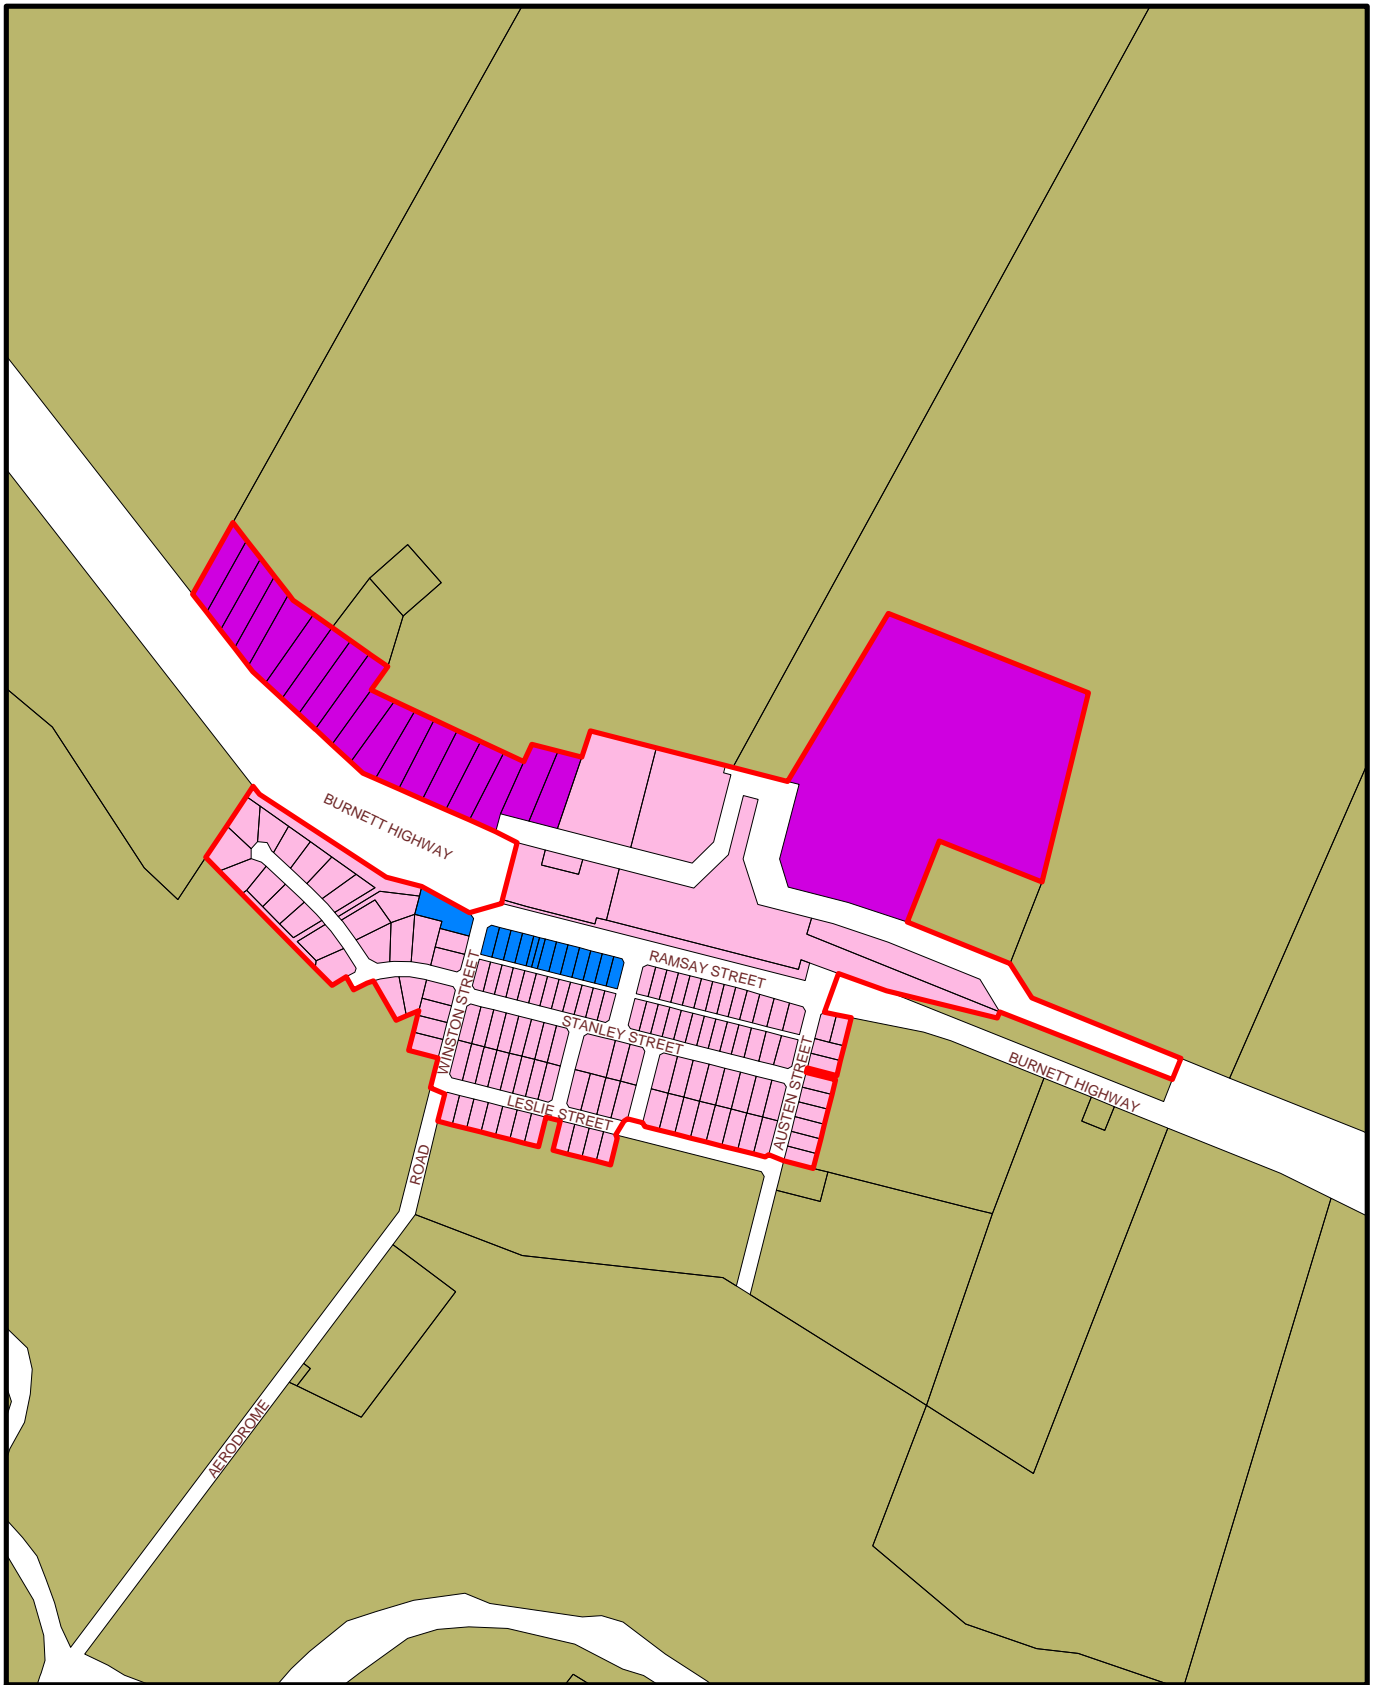 BURNETT HIGHWAY
RAMSAY STREET
WINSTON STREET
STANLEY STREET
AUSTEN STREET
BURNETT HIGHWAY
LESLIE STREET
ROAD
AERODROME